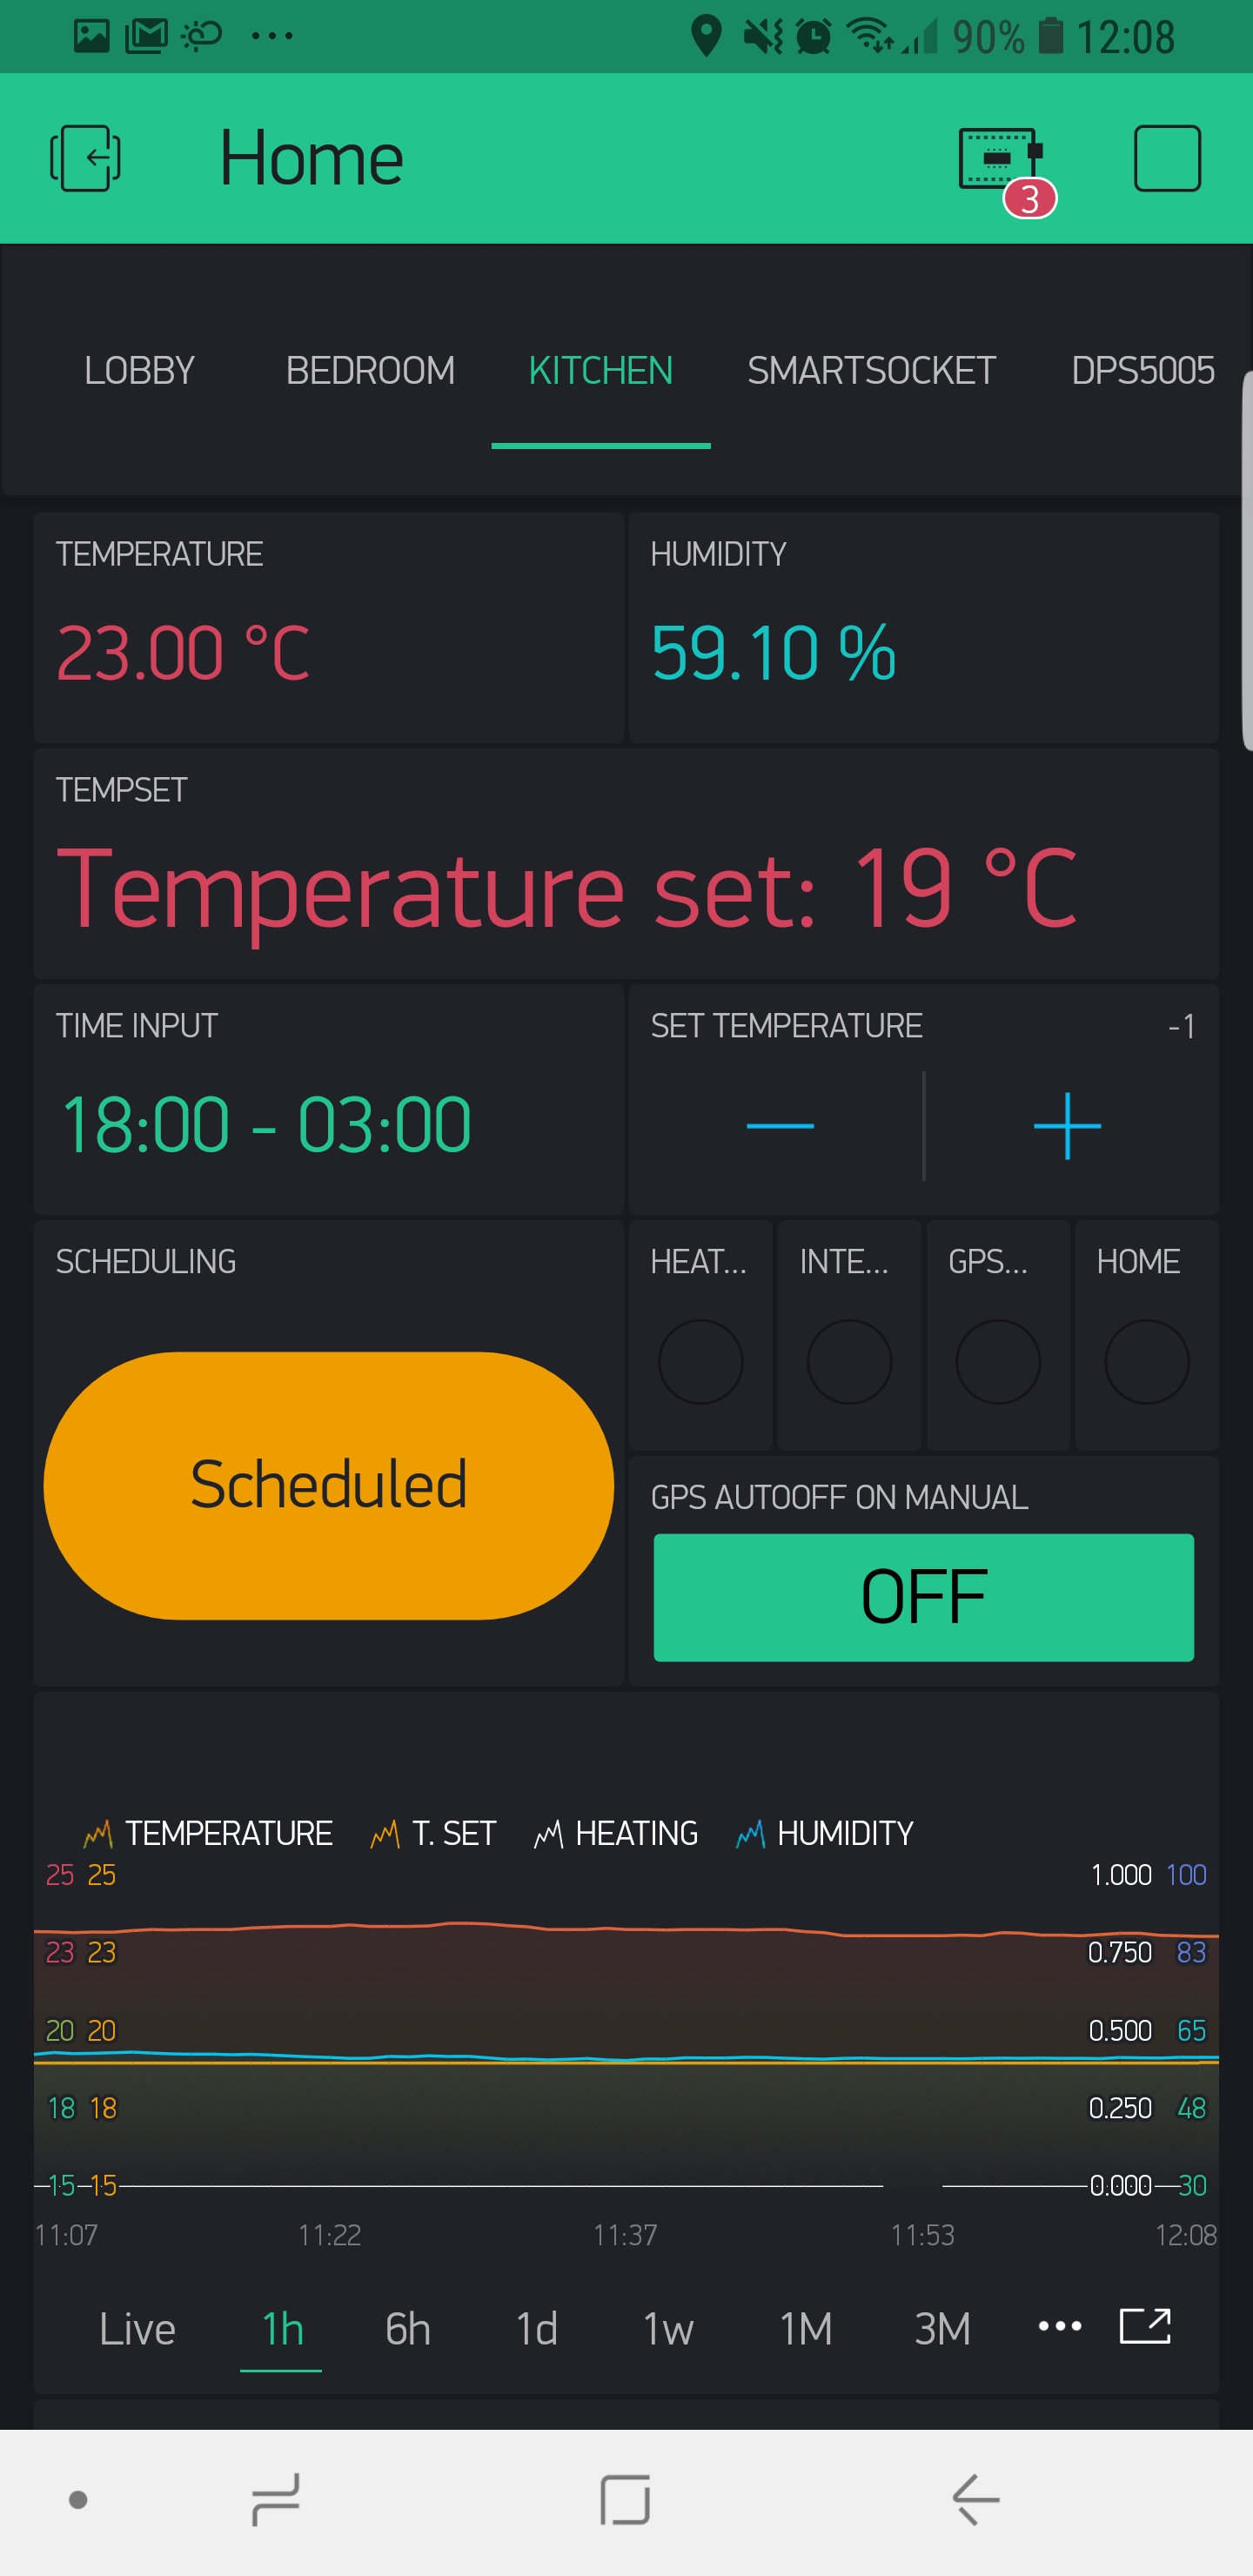 90% 12:08
Home
3
LOBBY BEDROOM KITCHEN SMARTSOCKET DPS5005
TEMPERATURE HUMIDITY
23.00 °C 59.10 %
TEMPSET
Temperature set: 19 °C
TIME INPUT SET TEMPERATURE -1
18:00 - 03:00
SCHEDULING HEAT... INTE... GPS... HOME
Scheduled
GPS AUTOOFF ON MANUAL
OFF
TEMPERATURE T. SET HEATING HUMIDITY
25 25 1.000 100
23 23 0.750 83
20 20 0.500 65
18 18 0.250 48
15 15 0.000 30
11:07 11:22 11:37 11:53 12:08
Live 1h 6h 1d 1w 1M 3M